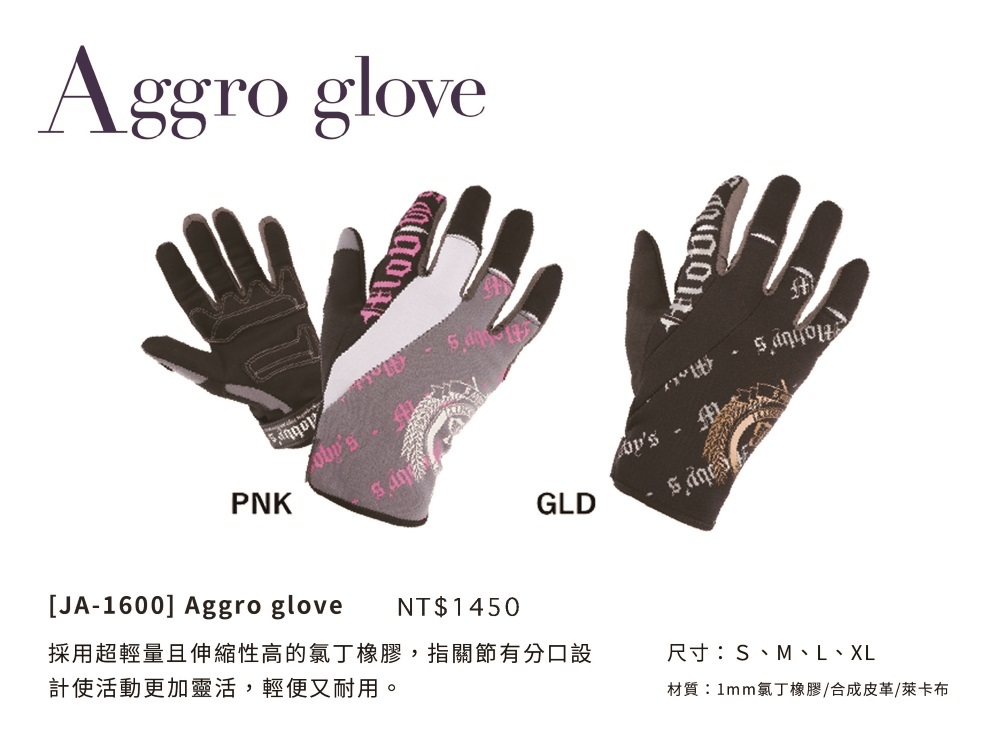 Aggro glove
Mobby's
PNK
GLD
[JA-1600] Aggro glove NT$1450
採用超輕量且伸縮性高的氯丁橡膠，指關節有分口設
計使活動更加靈活，輕便又耐用。
尺寸：S、M、L、XL
材質：1mm氯丁橡膠/合成皮革/萊卡布